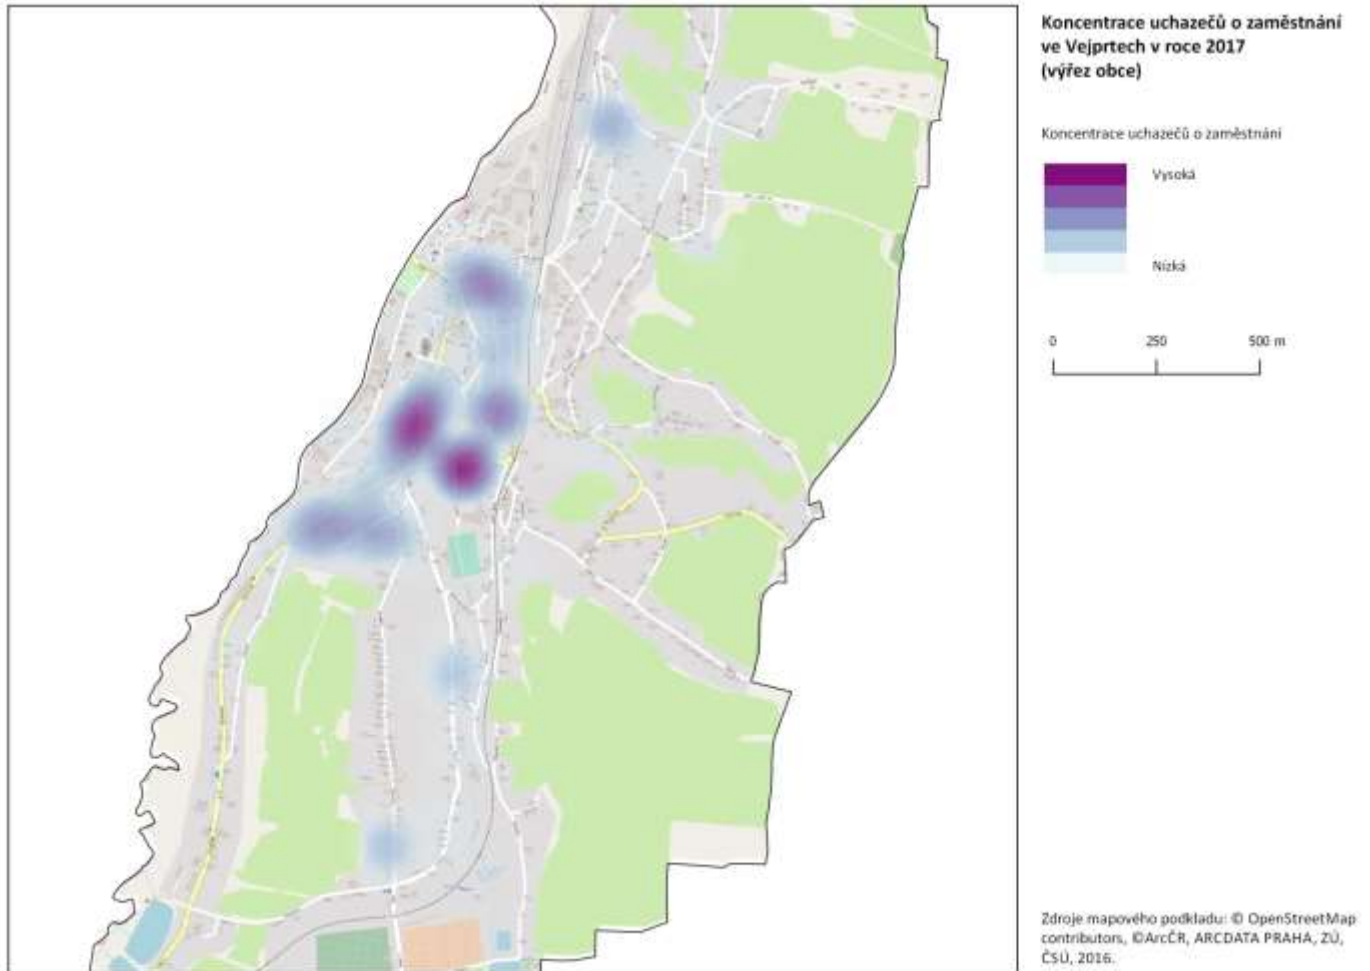 Koncentrace uchazečů o zaměstnání
ve Vejprtech v roce 2017
(výřez obce)
Koncentrace uchazečů o zaměstnání
Vysoká
Nízká
0 250 500 m
Zdroje mapového podkladu: © OpenStreetMap
contributors, ©ArcČR, ARCDATA PRAHA, ZÚ,
ČSÚ, 2016.